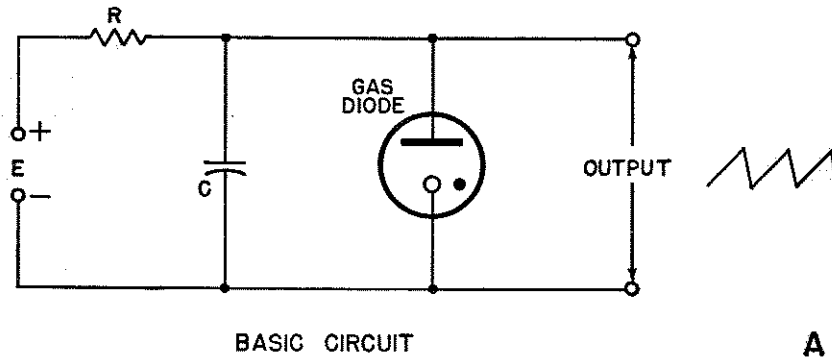 R
GAS
DIODE
+
E
-
C
OUTPUT
BASIC CIRCUIT
A